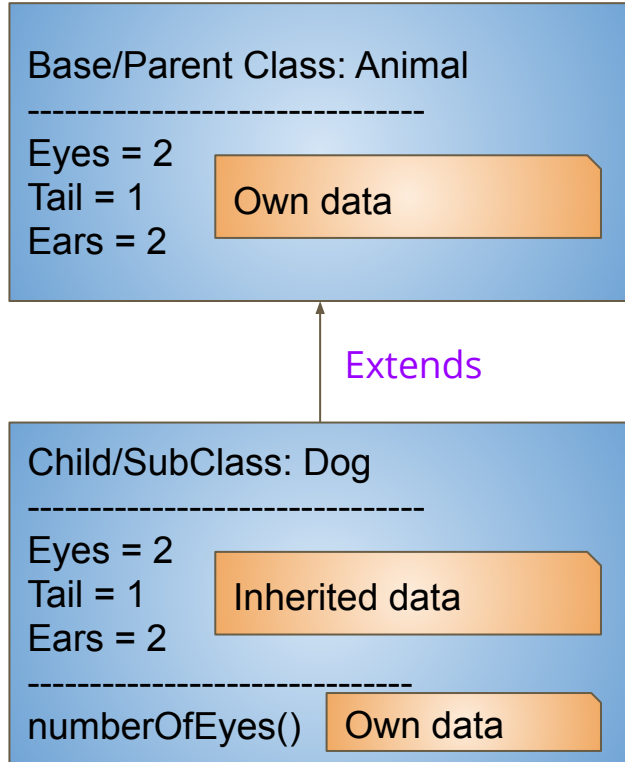 Base/Parent Class: Animal
--------------------------------
Eyes = 2
Tail = 1
Own data
Ears = 2
Extends
Child/SubClass: Dog
--------------------------------
Eyes = 2
Tail = 1
Inherited data
Ears = 2
-------------------------------
numberOfEyes()
Own data